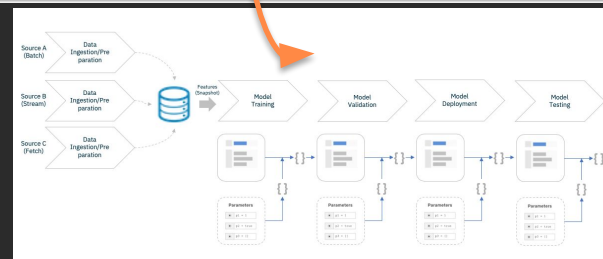 Source A
(Batch)
Data
Ingestion/Pre
paration
Source B
(Stream)
Data
Ingestion/Pre
paration
Source C
(Fetch)
Data
Ingestion/Pre
paration
Features
(Snapshot)
Model
Training
Model
Validation
Model
Deployment
Model
Testing
{ }
{ }
{ }
{ }
{ }
{ }
{ }
{ }
Parameters
Parameters
Parameters
Parameters